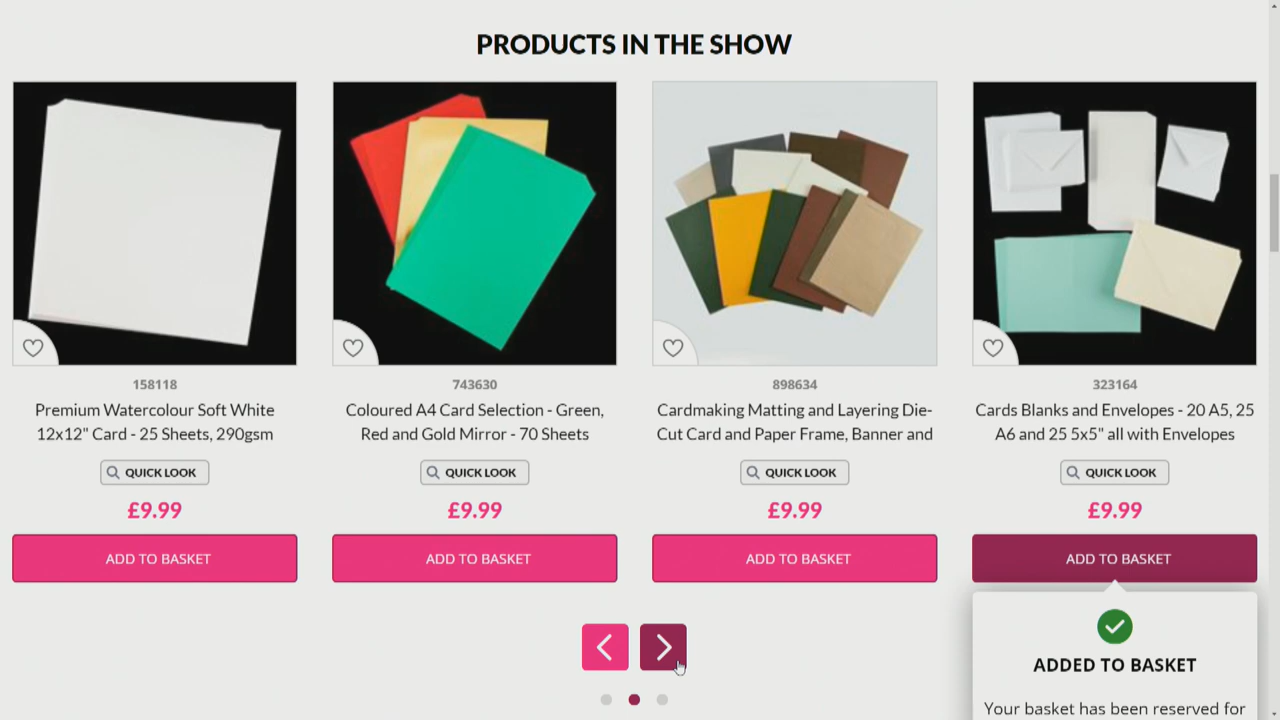 PRODUCTS IN THE SHOW
158118
Premium Watercolour Soft White
12x12" Card - 25 Sheets, 290gsm
QUICK LOOK
£9.99
ADD TO BASKET
743630
Coloured A4 Card Selection - Green,
Red and Gold Mirror - 70 Sheets
QUICK LOOK
£9.99
ADD TO BASKET
898634
Cardmaking Matting and Layering Die-
Cut Card and Paper Frame, Banner and
QUICK LOOK
£9.99
ADD TO BASKET
323164
Cards Blanks and Envelopes - 20 A5, 25
A6 and 25 5x5" all with Envelopes
QUICK LOOK
£9.99
ADD TO BASKET
ADDED TO BASKET
Your basket has been reserved for